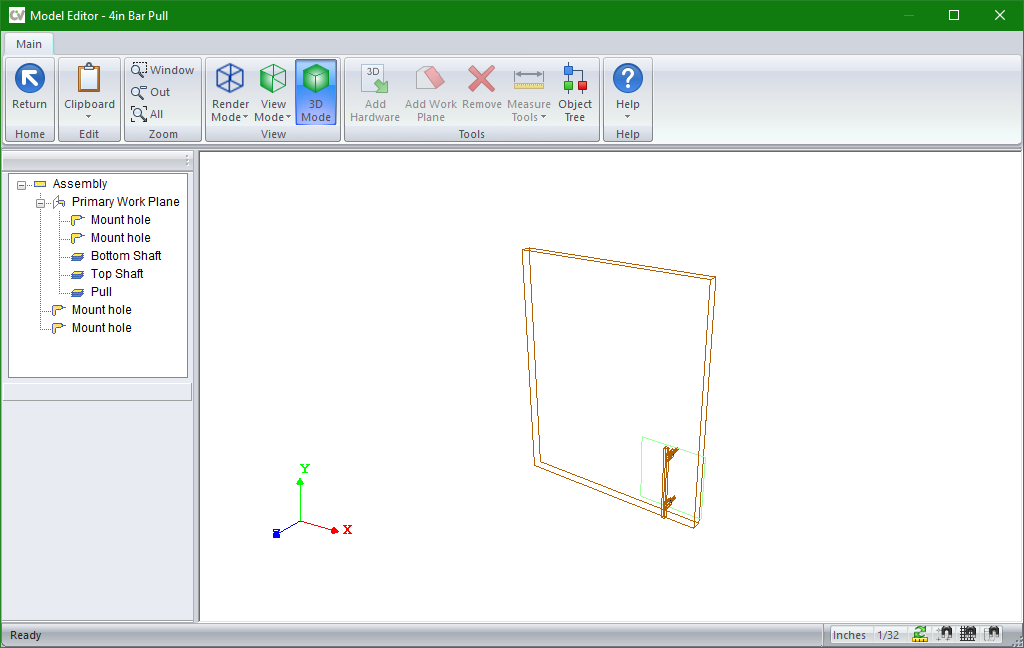 CV Model Editor - 4in Bar Pull
Main
Return
Home
Clipboard
Edit
Window
Out
All
Zoom
Render Mode
View Mode
3D Mode
View
3D
Add Hardware
Add Work Plane
Remove
Measure Tools
Object Tree
Tools
?
Help
Help
Assembly
Primary Work Plane
Mount hole
Mount hole
Bottom Shaft
Top Shaft
Pull
Mount hole
Mount hole
Y
X
Ready
Inches 1/32